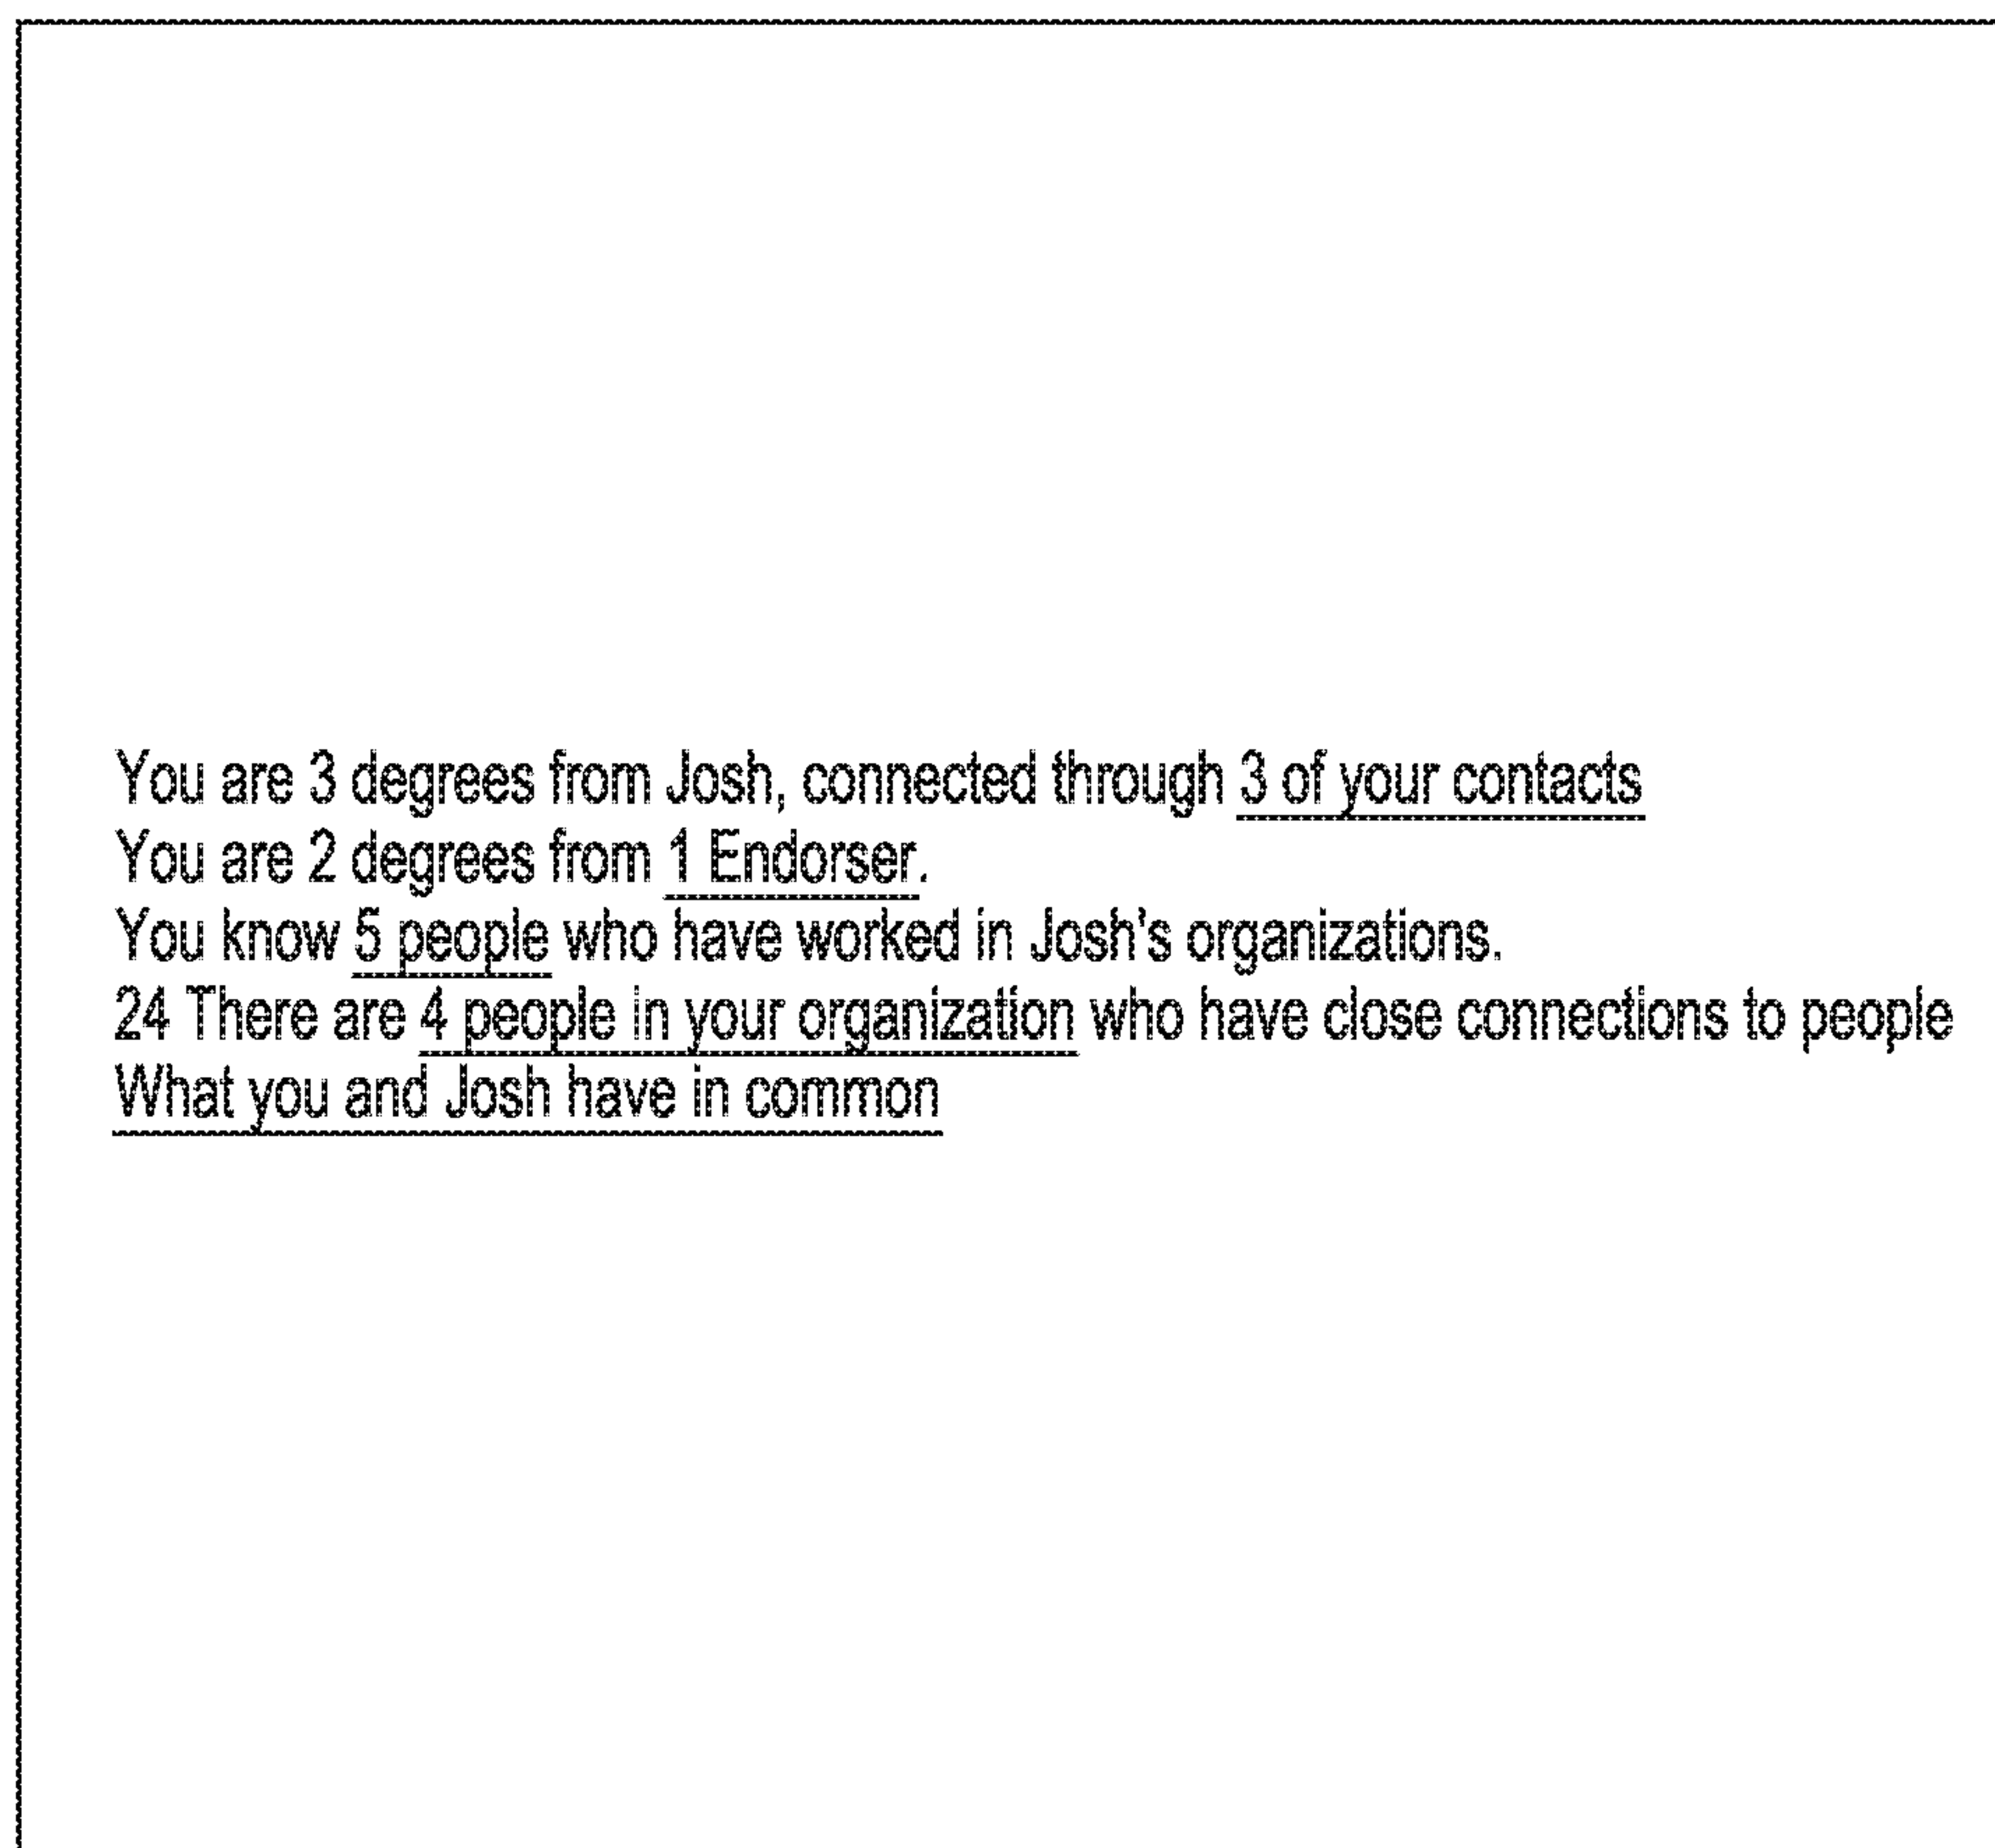 You are 3 degrees from Josh, connected through 3 of your contacts
You are 2 degrees from 1 Endorser.
You know 5 people who have worked in Josh's organizations.
24 There are 4 people in your organization who have close connections to people
What you and Josh have in common